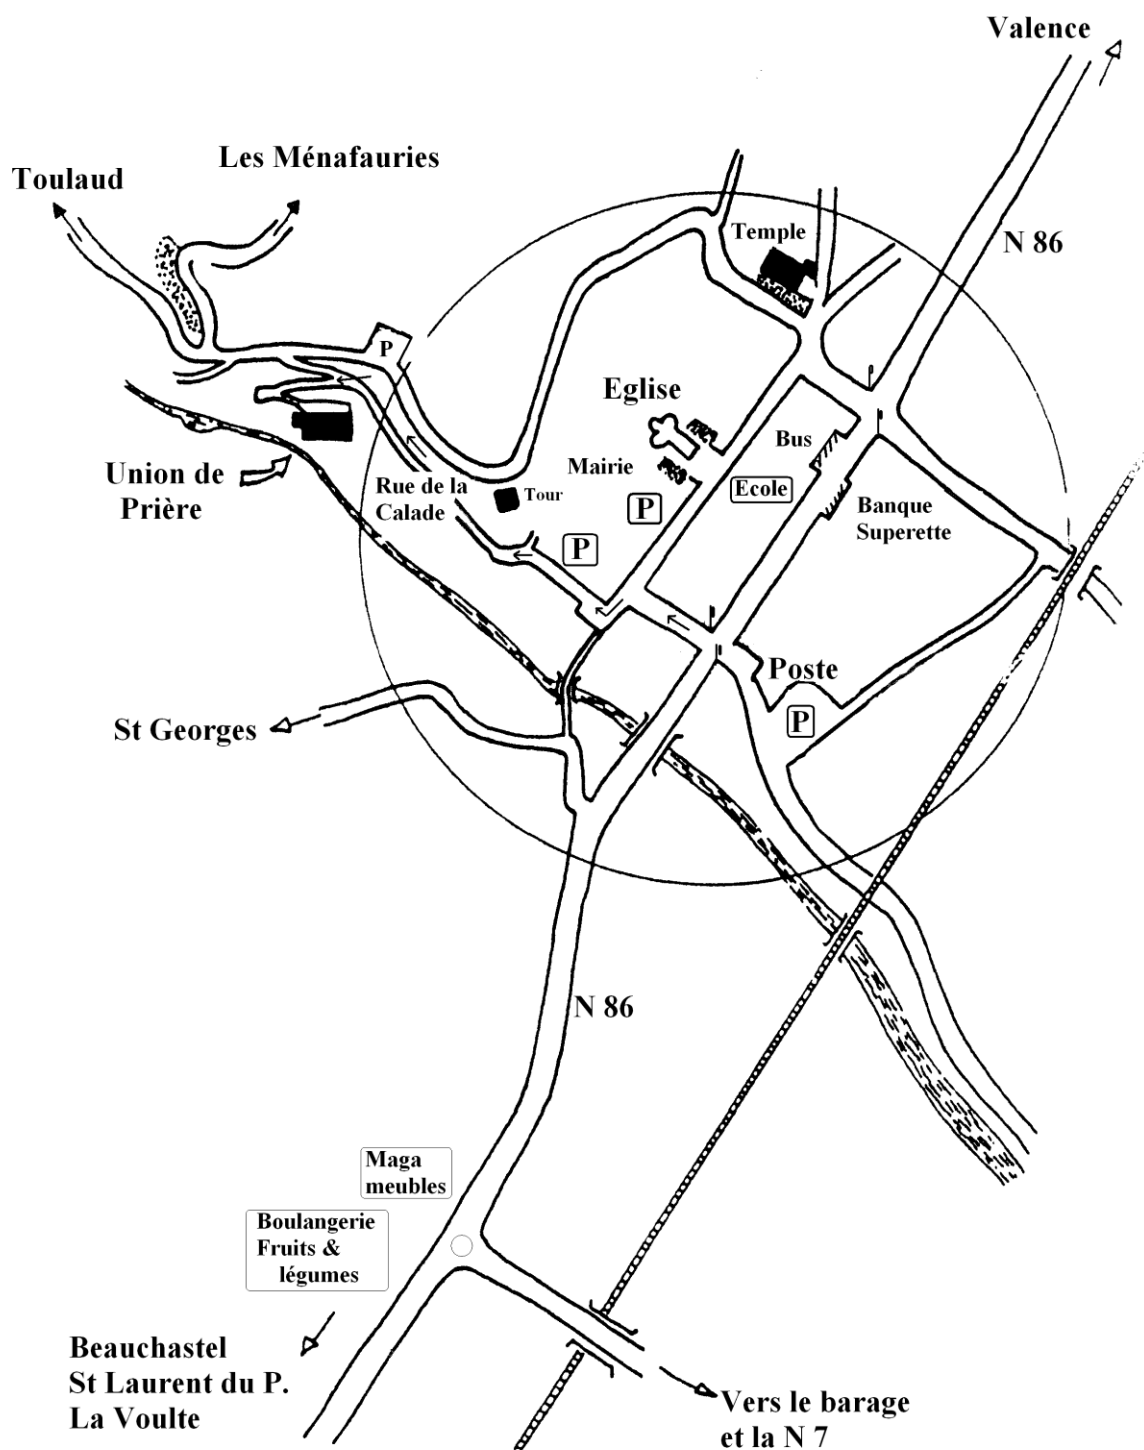 Valence
Les Ménafauries
Toulaud
Temple
N 86
P
Eglise
Bus
Mairie
Ecole
Union de
Prière
Rue de la
Calade
Tour
P
Banque
Superette
P
Poste
P
St Georges
N 86
Maga
meubles
Boulangerie
Fruits &
légumes
Beauchastel
St Laurent du P.
La Voulte
Vers le barage
et la N 7